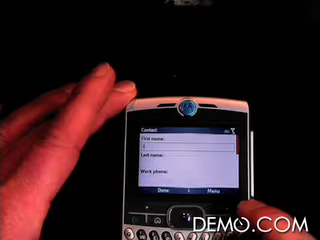 Contact
First name:
Last name:
Work phone:
Done
Menu
DEMO.COM